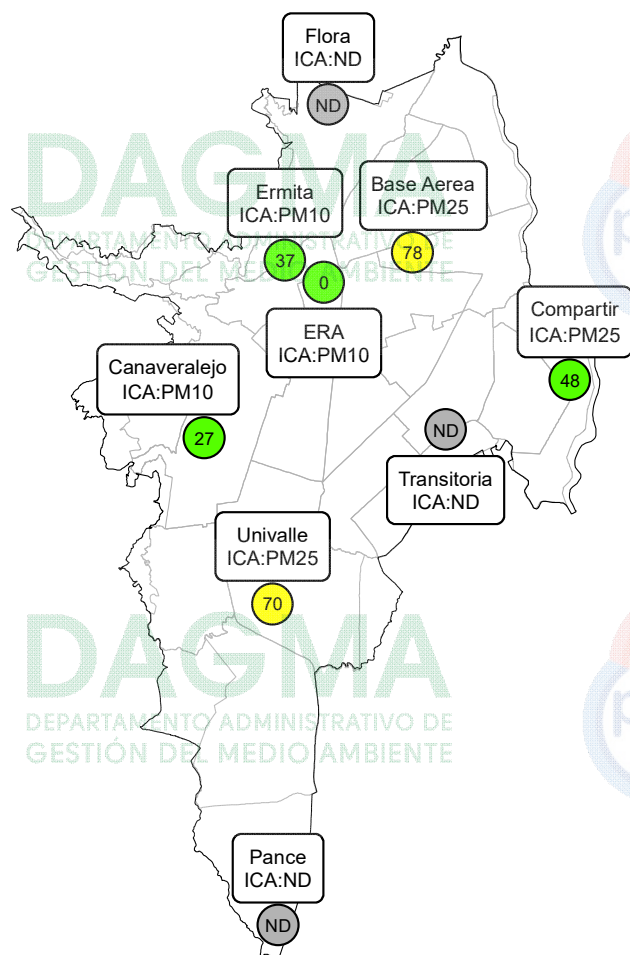 Flora
ICA:ND
ND
DAGMA
DEPARTAMENTO ADMINISTRATIVO DE
GESTIÓN DEL MEDIO AMBIENTE
Ermita
ICA:PM10
37
Base Aerea
ICA:PM25
78
0
ERA
ICA:PM10
Compartir
ICA:PM25
48
Canaveralejo
ICA:PM10
27
ND
Transitoria
ICA:ND
Univalle
ICA:PM25
70
DAGMA
DEPARTAMENTO ADMINISTRATIVO DE
GESTIÓN DEL MEDIO AMBIENTE
Pance
ICA:ND
ND